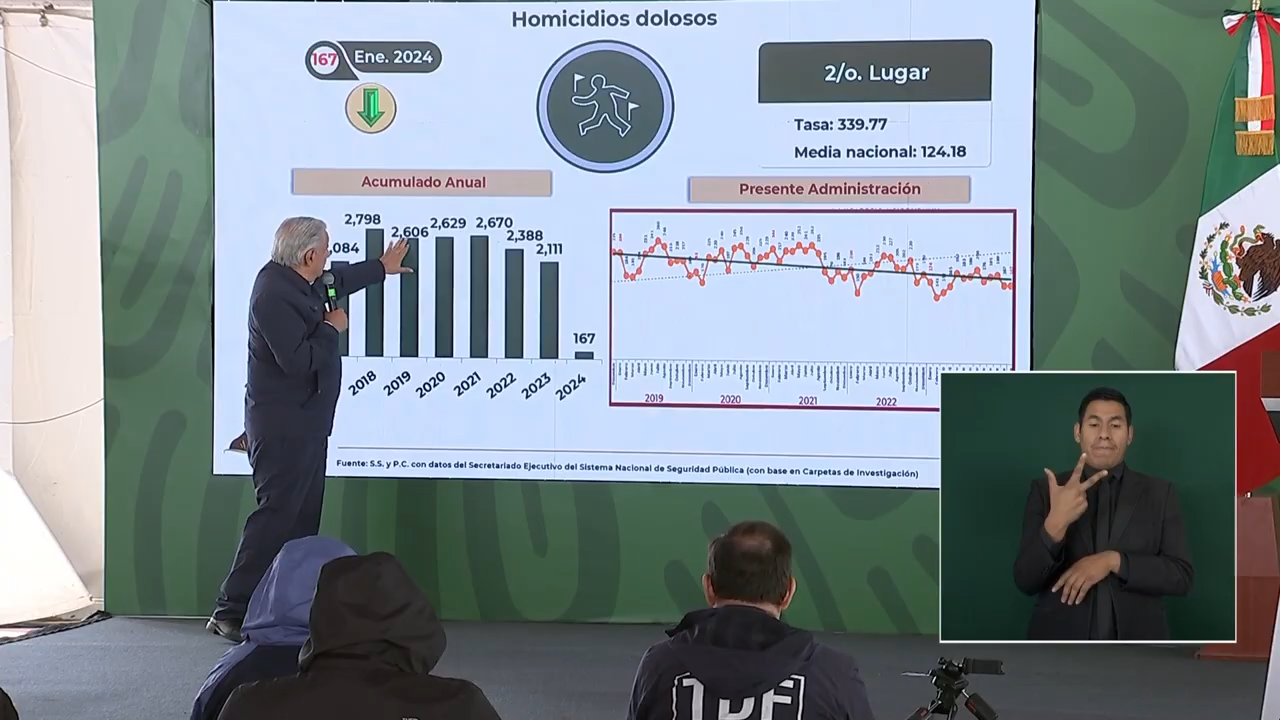 Homicidios dolosos
167 Ene. 2024
2/o. Lugar
Tasa: 339.77
Media nacional: 124.18
Acumulado Anual
Presente Administración
2,798
2,606
2,629
2,670
2,388
2,111
167
2018
2019
2020
2021
2022
2023
2024
2019
2020
2021
2022
Fuente: S.S. y P.C. con datos del Secretariado Ejecutivo del Sistema Nacional de Seguridad Pública (con base en Carpetas de Investigación)